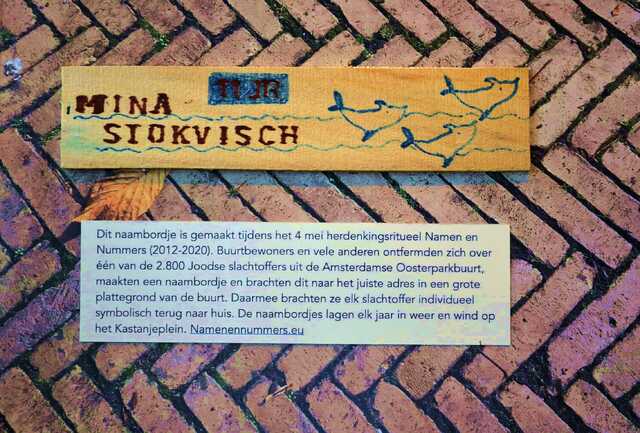 11 JR
MINA
STOKVISCH
Dit naambordje is gemaakt tijdens het 4 mei herdenkingsritueel Namen en
Nummers (2012-2020). Buurtbewoners en vele anderen ontfermden zich over
één van de 2.800 Joodse slachtoffers uit de Amsterdamse Oosterparkbuurt,
maakten een naambordje en brachten dit naar het juiste adres in een grote
plattegrond van de buurt. Daarmee brachten ze elk slachtoffer individueel
symbolisch terug naar huis. De naambordjes lagen elk jaar in weer en wind op
het Kastanjeplein. Namenennummers.eu